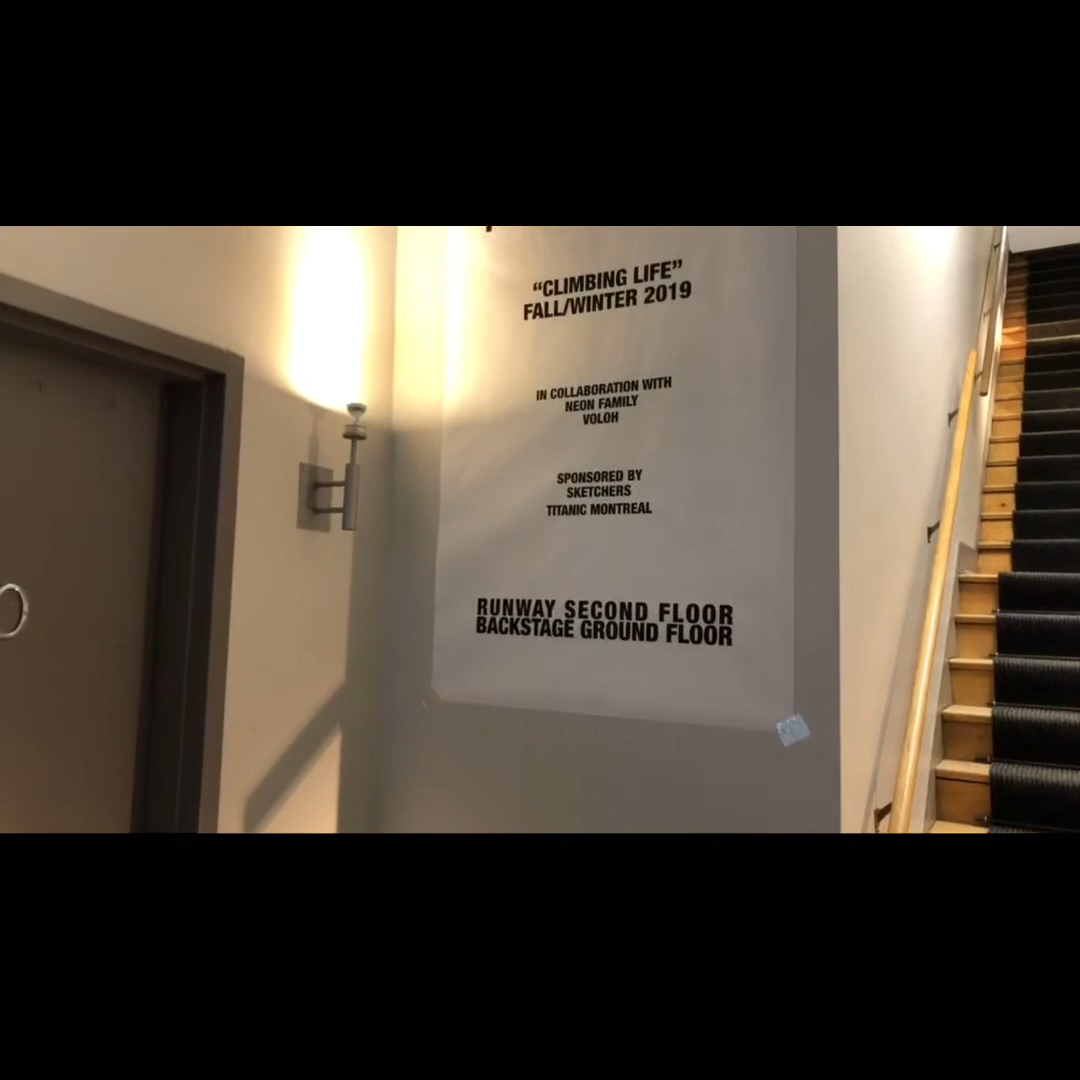 “CLIMBING LIFE”
FALL/WINTER 2019
IN COLLABORATION WITH
NEON FAMILY
VOLOH
SPONSORED BY
SKETCHERS
TITANIC MONTREAL
RUNWAY SECOND FLOOR
BACKSTAGE GROUND FLOOR